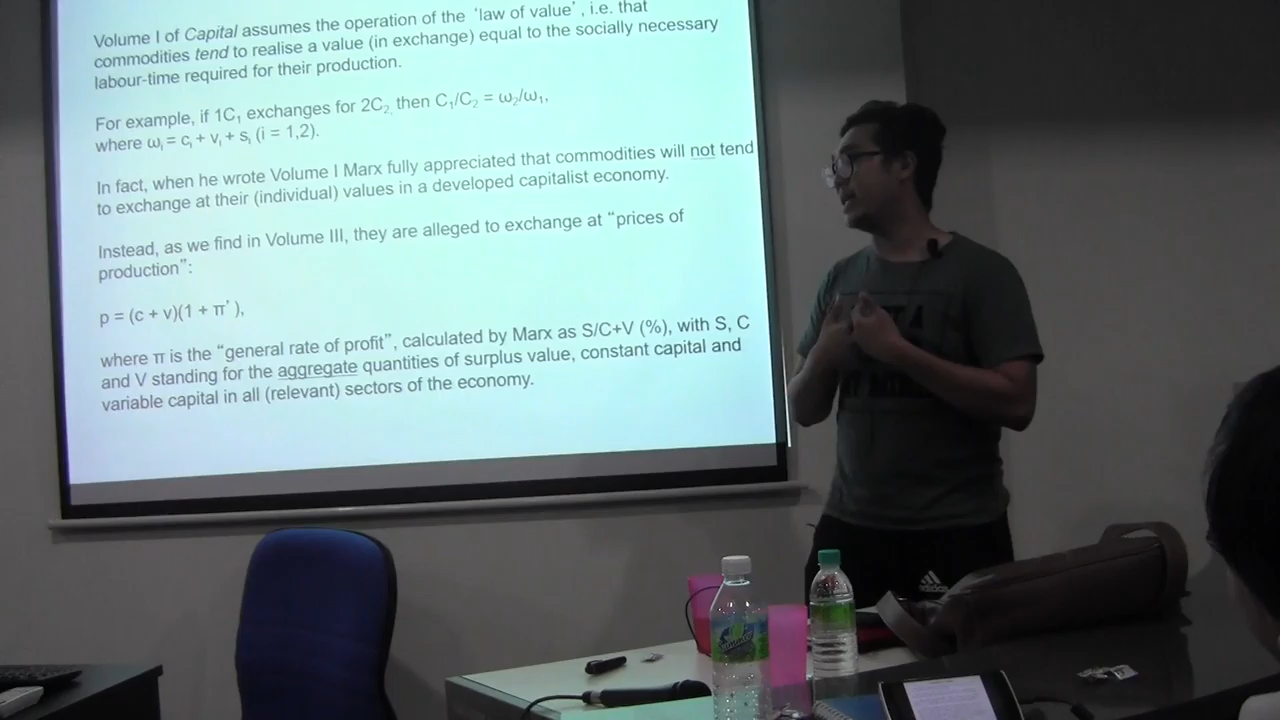 Volume I of Capital assumes the operation of the ‘law of value’, i.e. that
commodities tend to realise a value (in exchange) equal to the socially necessary
labour-time required for their production.
For example, if 1C₁ exchanges for 2C₂, then C₁/C₂ = ω₂/ω₁,
where ωᵢ = cᵢ + vᵢ + sᵢ (i = 1,2).
In fact, when he wrote Volume I Marx fully appreciated that commodities will not tend
to exchange at their (individual) values in a developed capitalist economy.
Instead, as we find in Volume III, they are alleged to exchange at “prices of
production”:
p = (c + v)(1 + π’),
where π is the “general rate of profit”, calculated by Marx as S/C+V (%), with S, C
and V standing for the aggregate quantities of surplus value, constant capital and
variable capital in all (relevant) sectors of the economy.
adidas